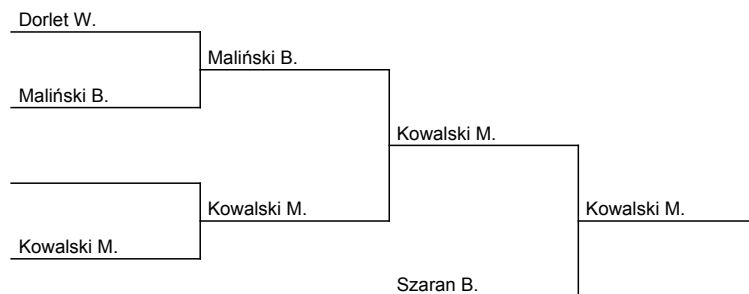 Dorlet W.
Maliński B.
Maliński B.
Kowalski M.
Kowalski M.
Kowalski M.
Kowalski M.
Szaran B.